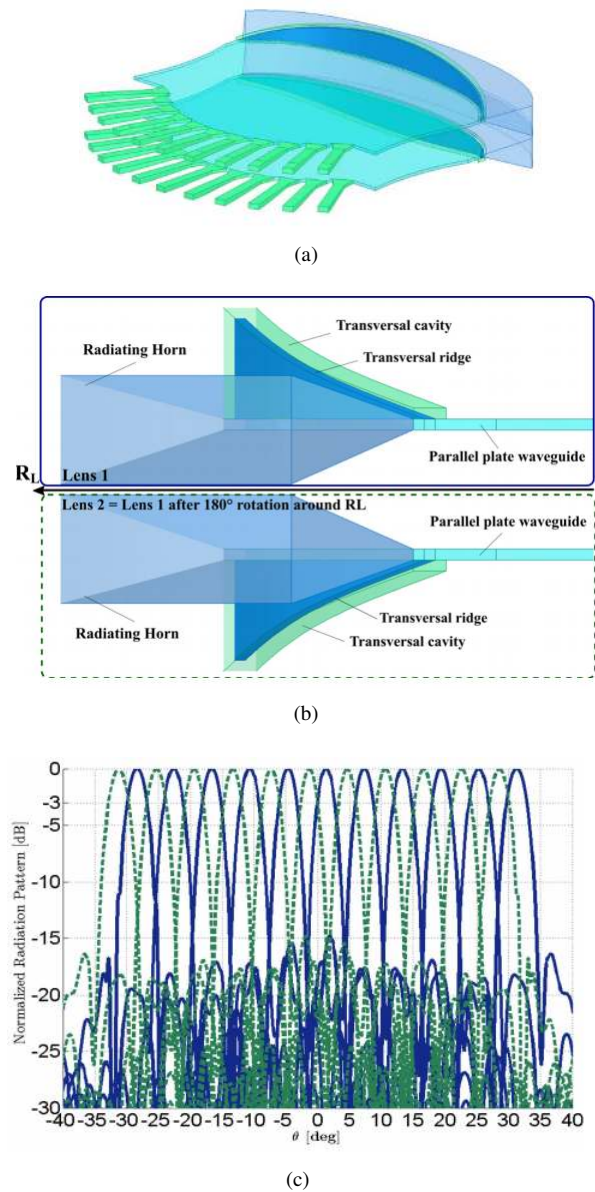 (a)
Transversal cavity
Radiating Horn
Transversal ridge
Parallel plate waveguide
R_L
Lens 1
Lens 2 = Lens 1 after 180° rotation around RL
Parallel plate waveguide
Transversal ridge
Radiating Horn
Transversal cavity
(b)
Normalized Radiation Pattern [dB]
0
-3
-5
-10
-15
-20
-25
-30
-40 -35 -30 -25 -20 -15 -10 -5 0 5 10 15 20 25 30 35 40
θ [deg]
(c)